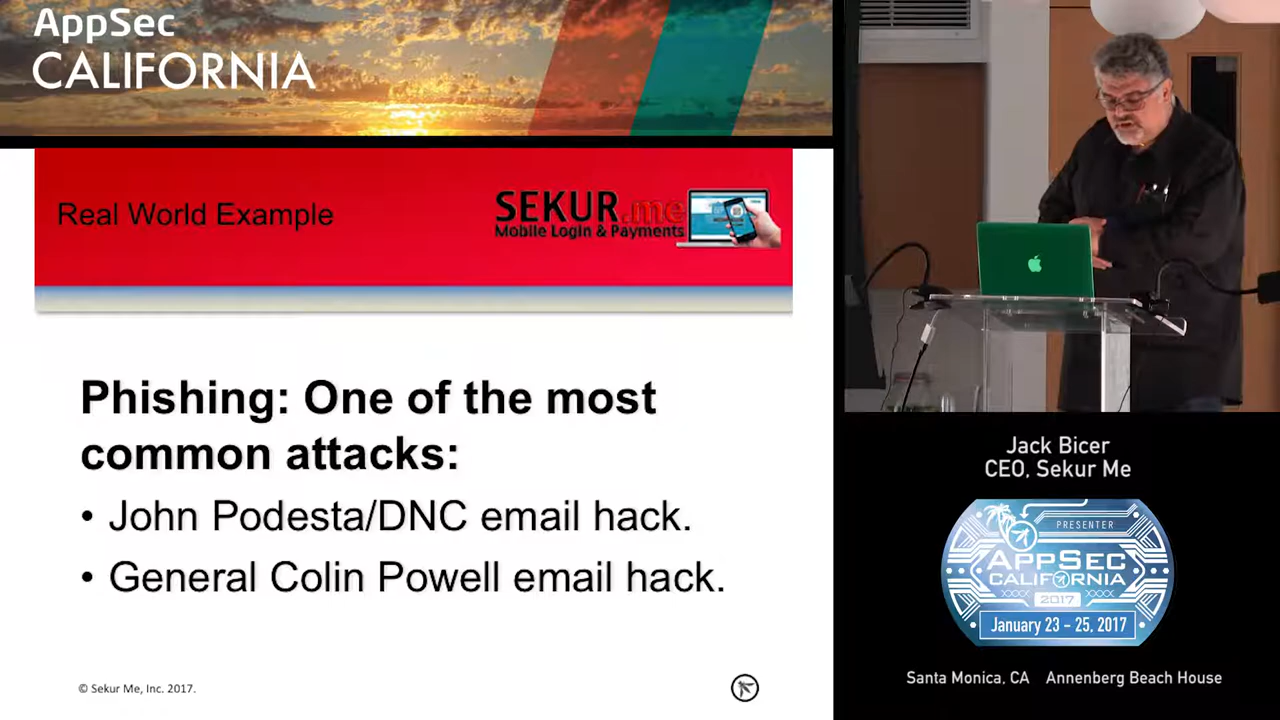 AppSec
CALIFORNIA
Real World Example
SEKUR.me
Mobile Login & Payments
Phishing: One of the most
common attacks:
• John Podesta/DNC email hack.
• General Colin Powell email hack.
© Sekur Me, Inc. 2017.
Jack Bicer
CEO, Sekur Me
PRESENTER
APPSEC
CALIFORNIA
2017
January 23 – 25, 2017
Santa Monica, CA Annenberg Beach House